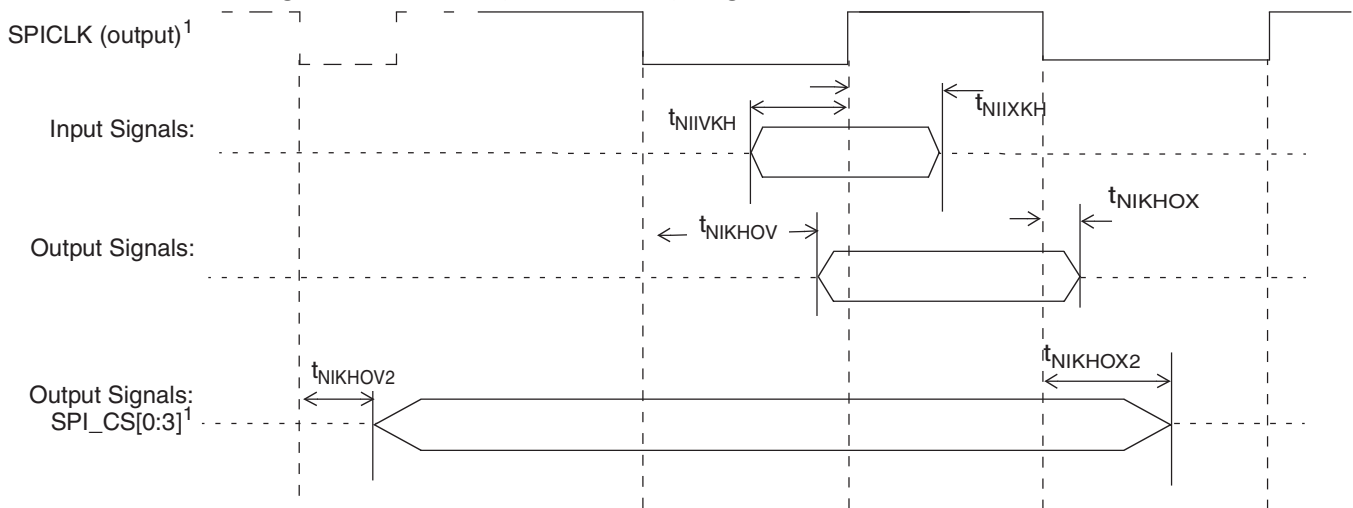 SPICLK (output)1
tNIIVKH
tNIIXKH
Input Signals:
tNIKHOX
tNIKHOV
Output Signals:
tNIKHOV2
tNIKHOX2
Output Signals:
SPI_CS[0:3]1